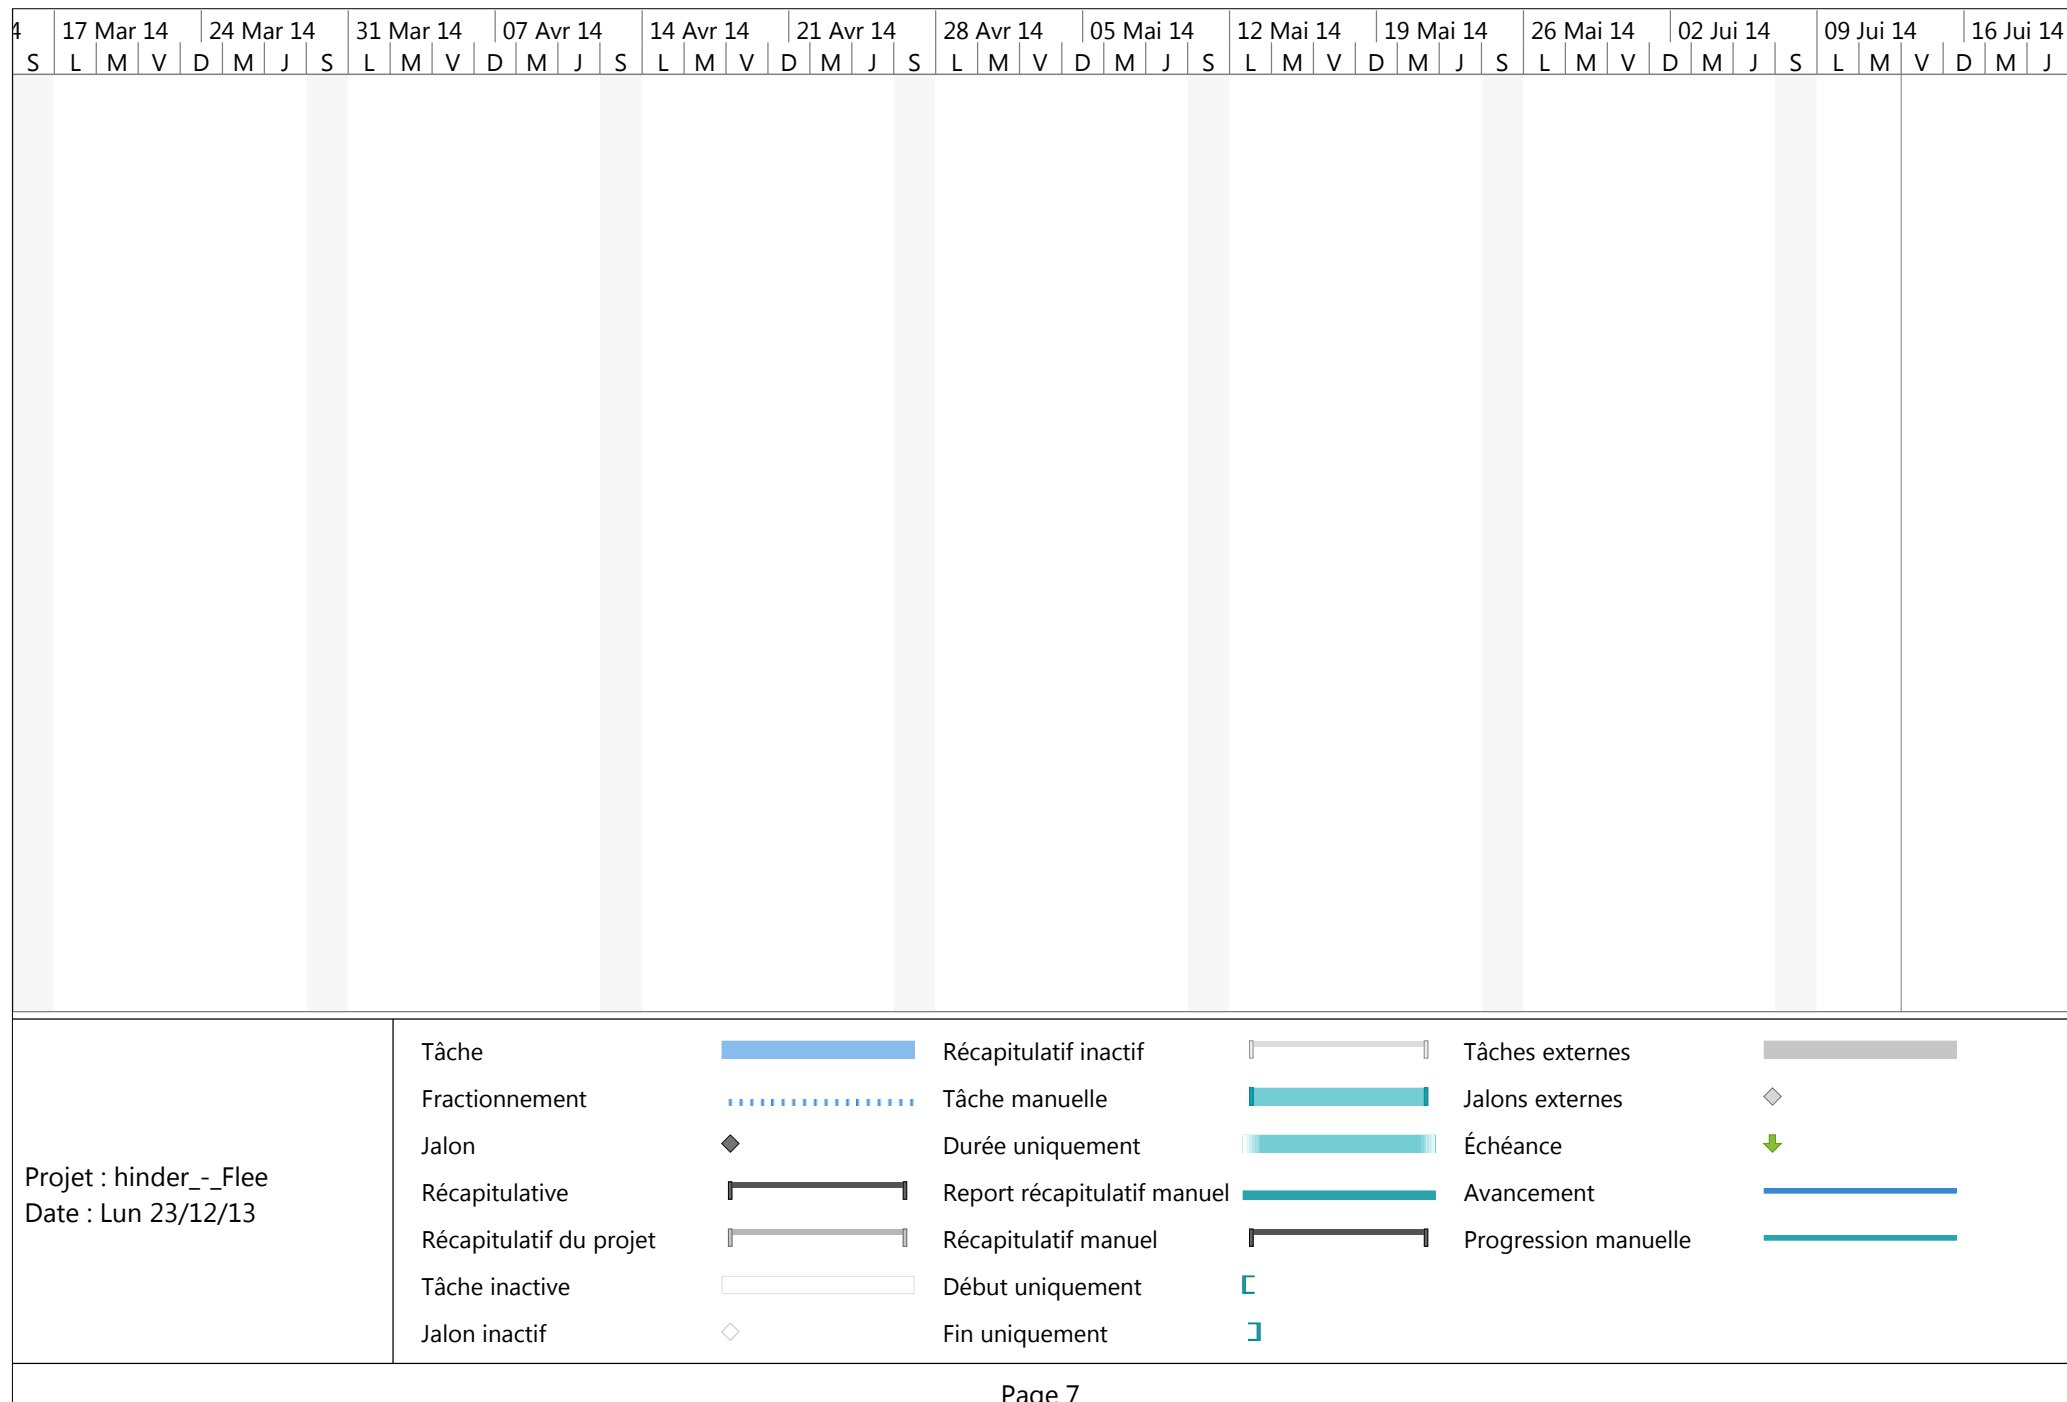 4 17 Mar 14 24 Mar 14 31 Mar 14 07 Avr 14 14 Avr 14 21 Avr 14 28 Avr 14 05 Mai 14 12 Mai 14 19 Mai 14 26 Mai 14 02 Jui 14 09 Jui 14 16 Jui 14
S L M V D M J S L M V D M J S L M V D M J S L M V D M J S L M V D M J S L M V D M J S L M V D M J
Tâche Récapitulatif inactif Tâches externes
Fractionnement Tâche manuelle Jalons externes
Jalon Durée uniquement Échéance
Projet : hinder_-_Flee
Date : Lun 23/12/13
Récapitulative Report récapitulatif manuel Avancement
Récapitulatif du projet Récapitulatif manuel Progression manuelle
Tâche inactive Début uniquement
Jalon inactif Fin uniquement
Page 7